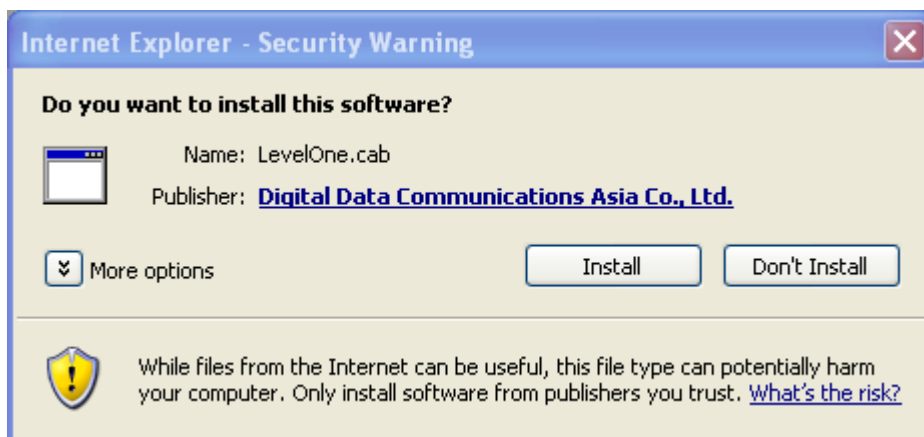 Internet Explorer - Security Warning
Do you want to install this software?
Name: LevelOne.cab
Publisher: Digital Data Communications Asia Co., Ltd.
More options
Install
Don't Install
While files from the Internet can be useful, this file type can potentially harm
your computer. Only install software from publishers you trust. What's the risk?